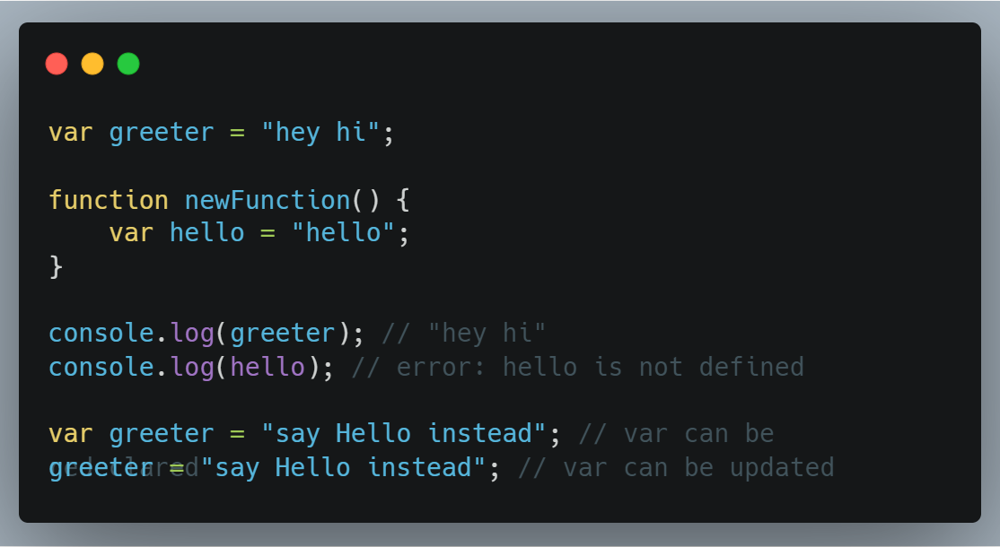 var greeter = "hey hi";
function newFunction() {
    var hello = "hello";
}
console.log(greeter); // "hey hi"
console.log(hello); // error: hello is not defined
var greeter = "say Hello instead"; // var can be
redeclared
greeter = "say Hello instead"; // var can be updated